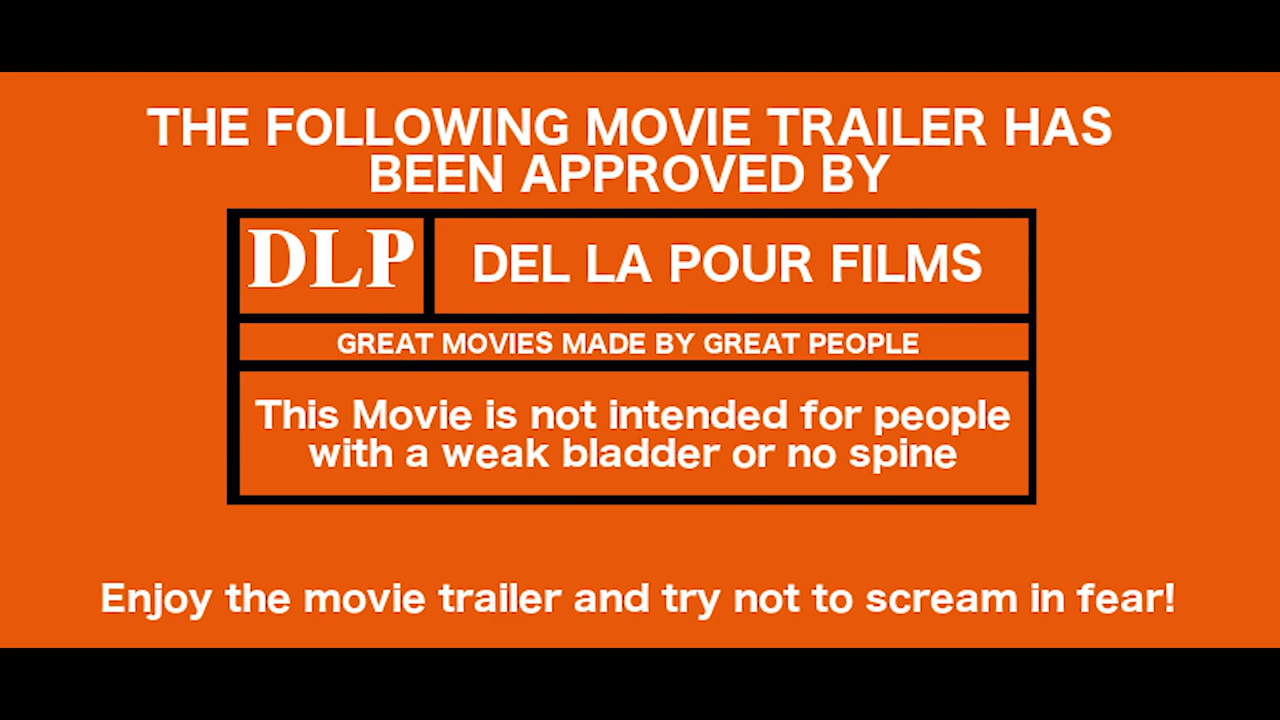 THE FOLLOWING MOVIE TRAILER HAS
BEEN APPROVED BY
DLP
DEL LA POUR FILMS
GREAT MOVIES MADE BY GREAT PEOPLE
This Movie is not intended for people
with a weak bladder or no spine
Enjoy the movie trailer and try not to scream in fear!